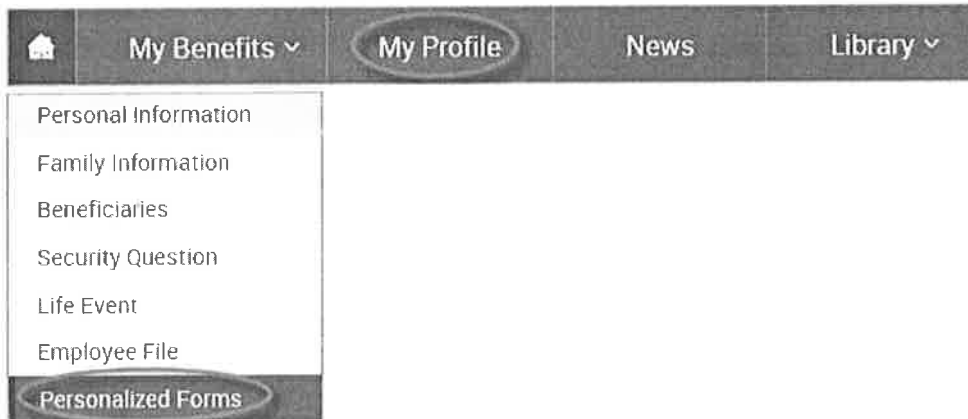 My Benefits My Profile News Library
Personal Information
Family Information
Beneficiaries
Security Question
Life Event
Employee File
Personalized Forms